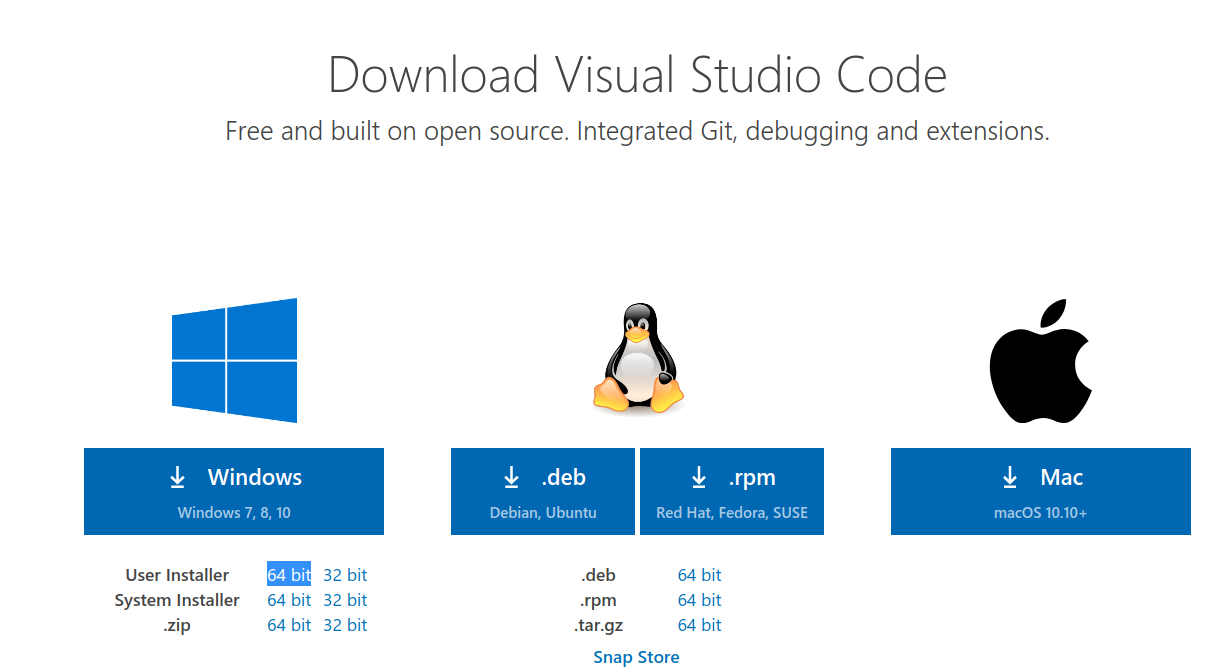 Download Visual Studio Code
Free and built on open source. Integrated Git, debugging and extensions.
Windows
Windows 7, 8, 10
User Installer 64 bit 32 bit
System Installer 64 bit 32 bit
.zip 64 bit 32 bit
.deb
Debian, Ubuntu
.rpm
Red Hat, Fedora, SUSE
.deb 64 bit
.rpm 64 bit
.tar.gz 64 bit
Snap Store
Mac
macOS 10.10+